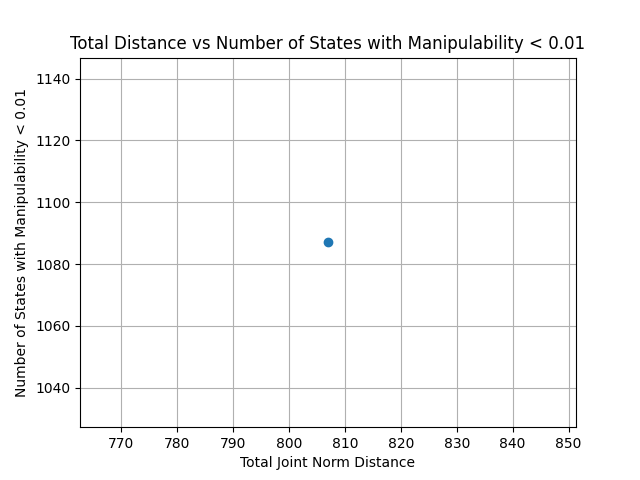 Total Distance vs Number of States with Manipulability < 0.01
Number of States with Manipulability < 0.01
1140
1120
1100
1080
1060
1040
770 780 790 800 810 820 830 840 850
Total Joint Norm Distance